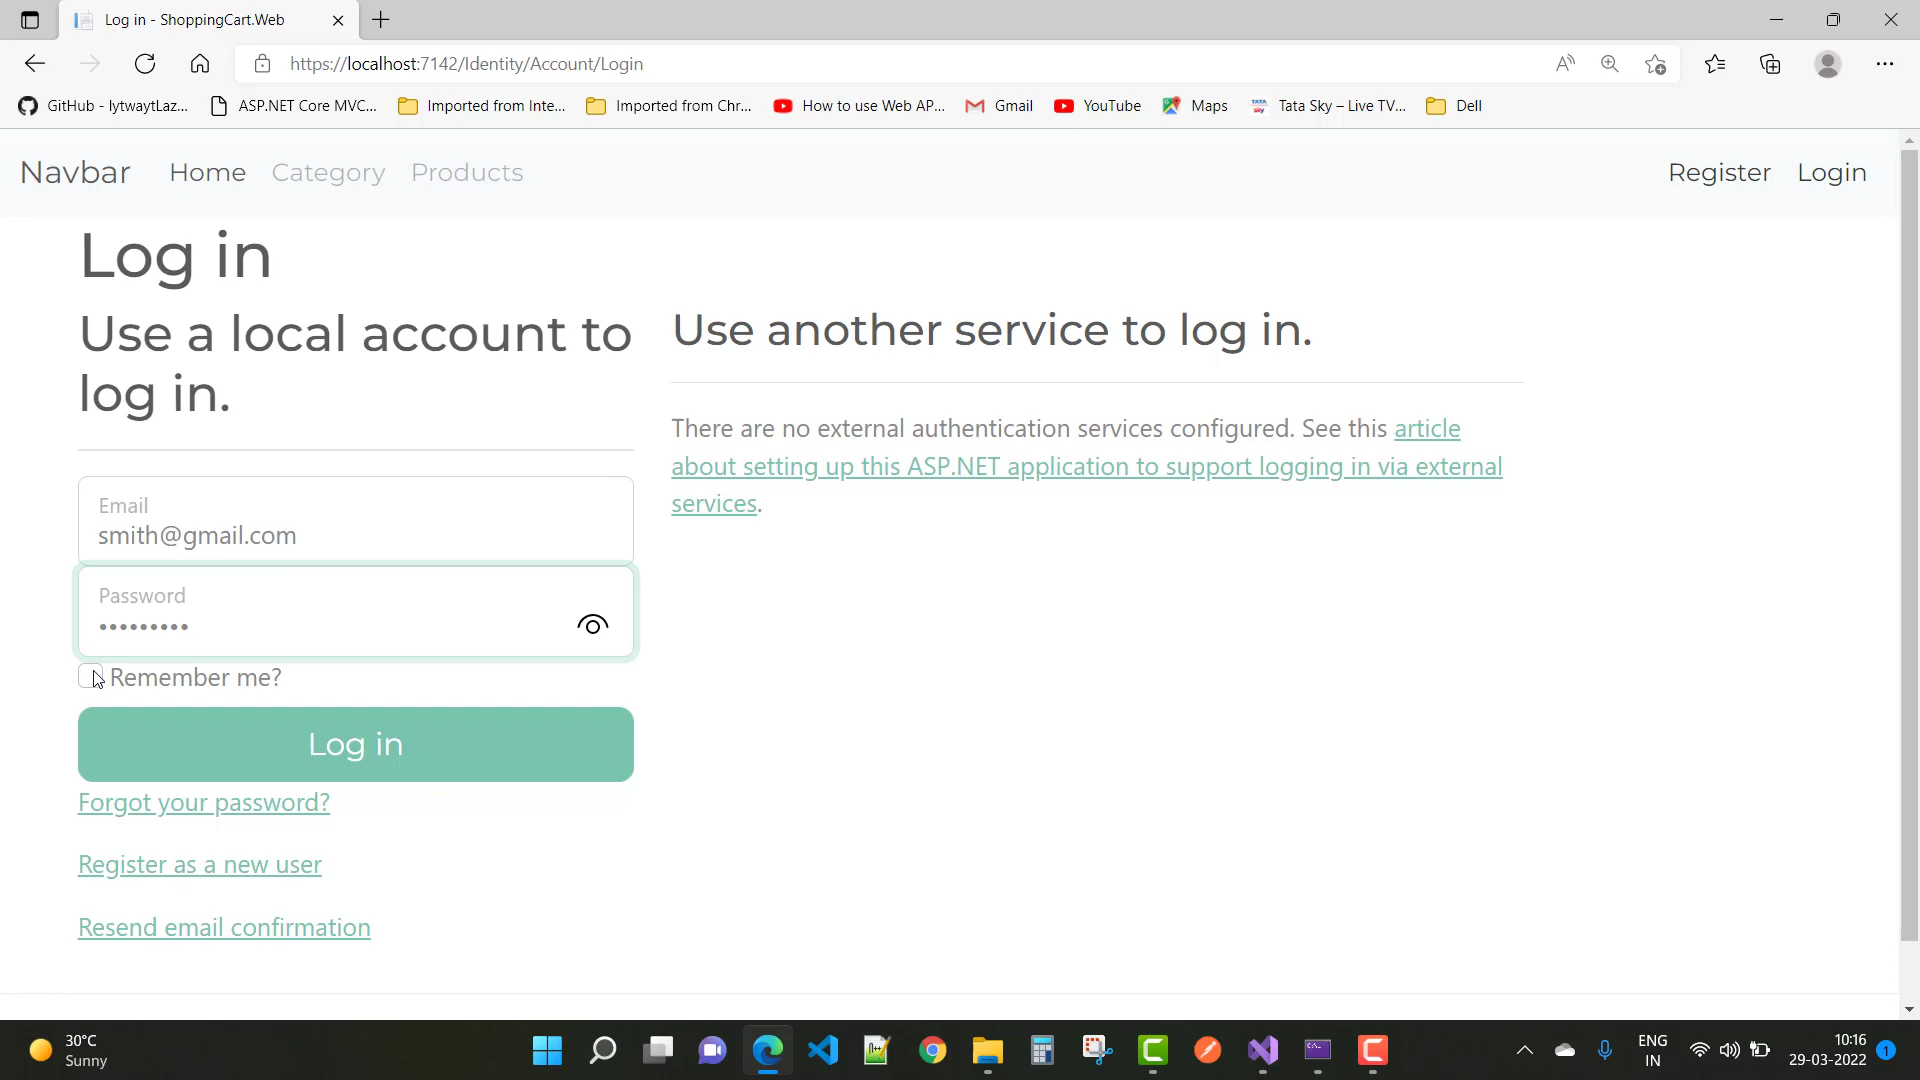 Log in - ShoppingCart.Web
https://localhost:7142/Identity/Account/Login
GitHub - lytwaytLaz...
ASP.NET Core MVC...
Imported from Inte...
Imported from Chr...
How to use Web AP...
Gmail
YouTube
Maps
Tata Sky – Live TV...
Dell
Navbar Home Category Products Register Login
Log in
Use a local account to
log in.
Email
smith@gmail.com
Password
•••••••••
Remember me?
Log in
Forgot your password?
Register as a new user
Resend email confirmation
Use another service to log in.
There are no external authentication services configured. See this article
about setting up this ASP.NET application to support logging in via external
services.
30°C
Sunny
ENG
IN
10:16
29-03-2022
1